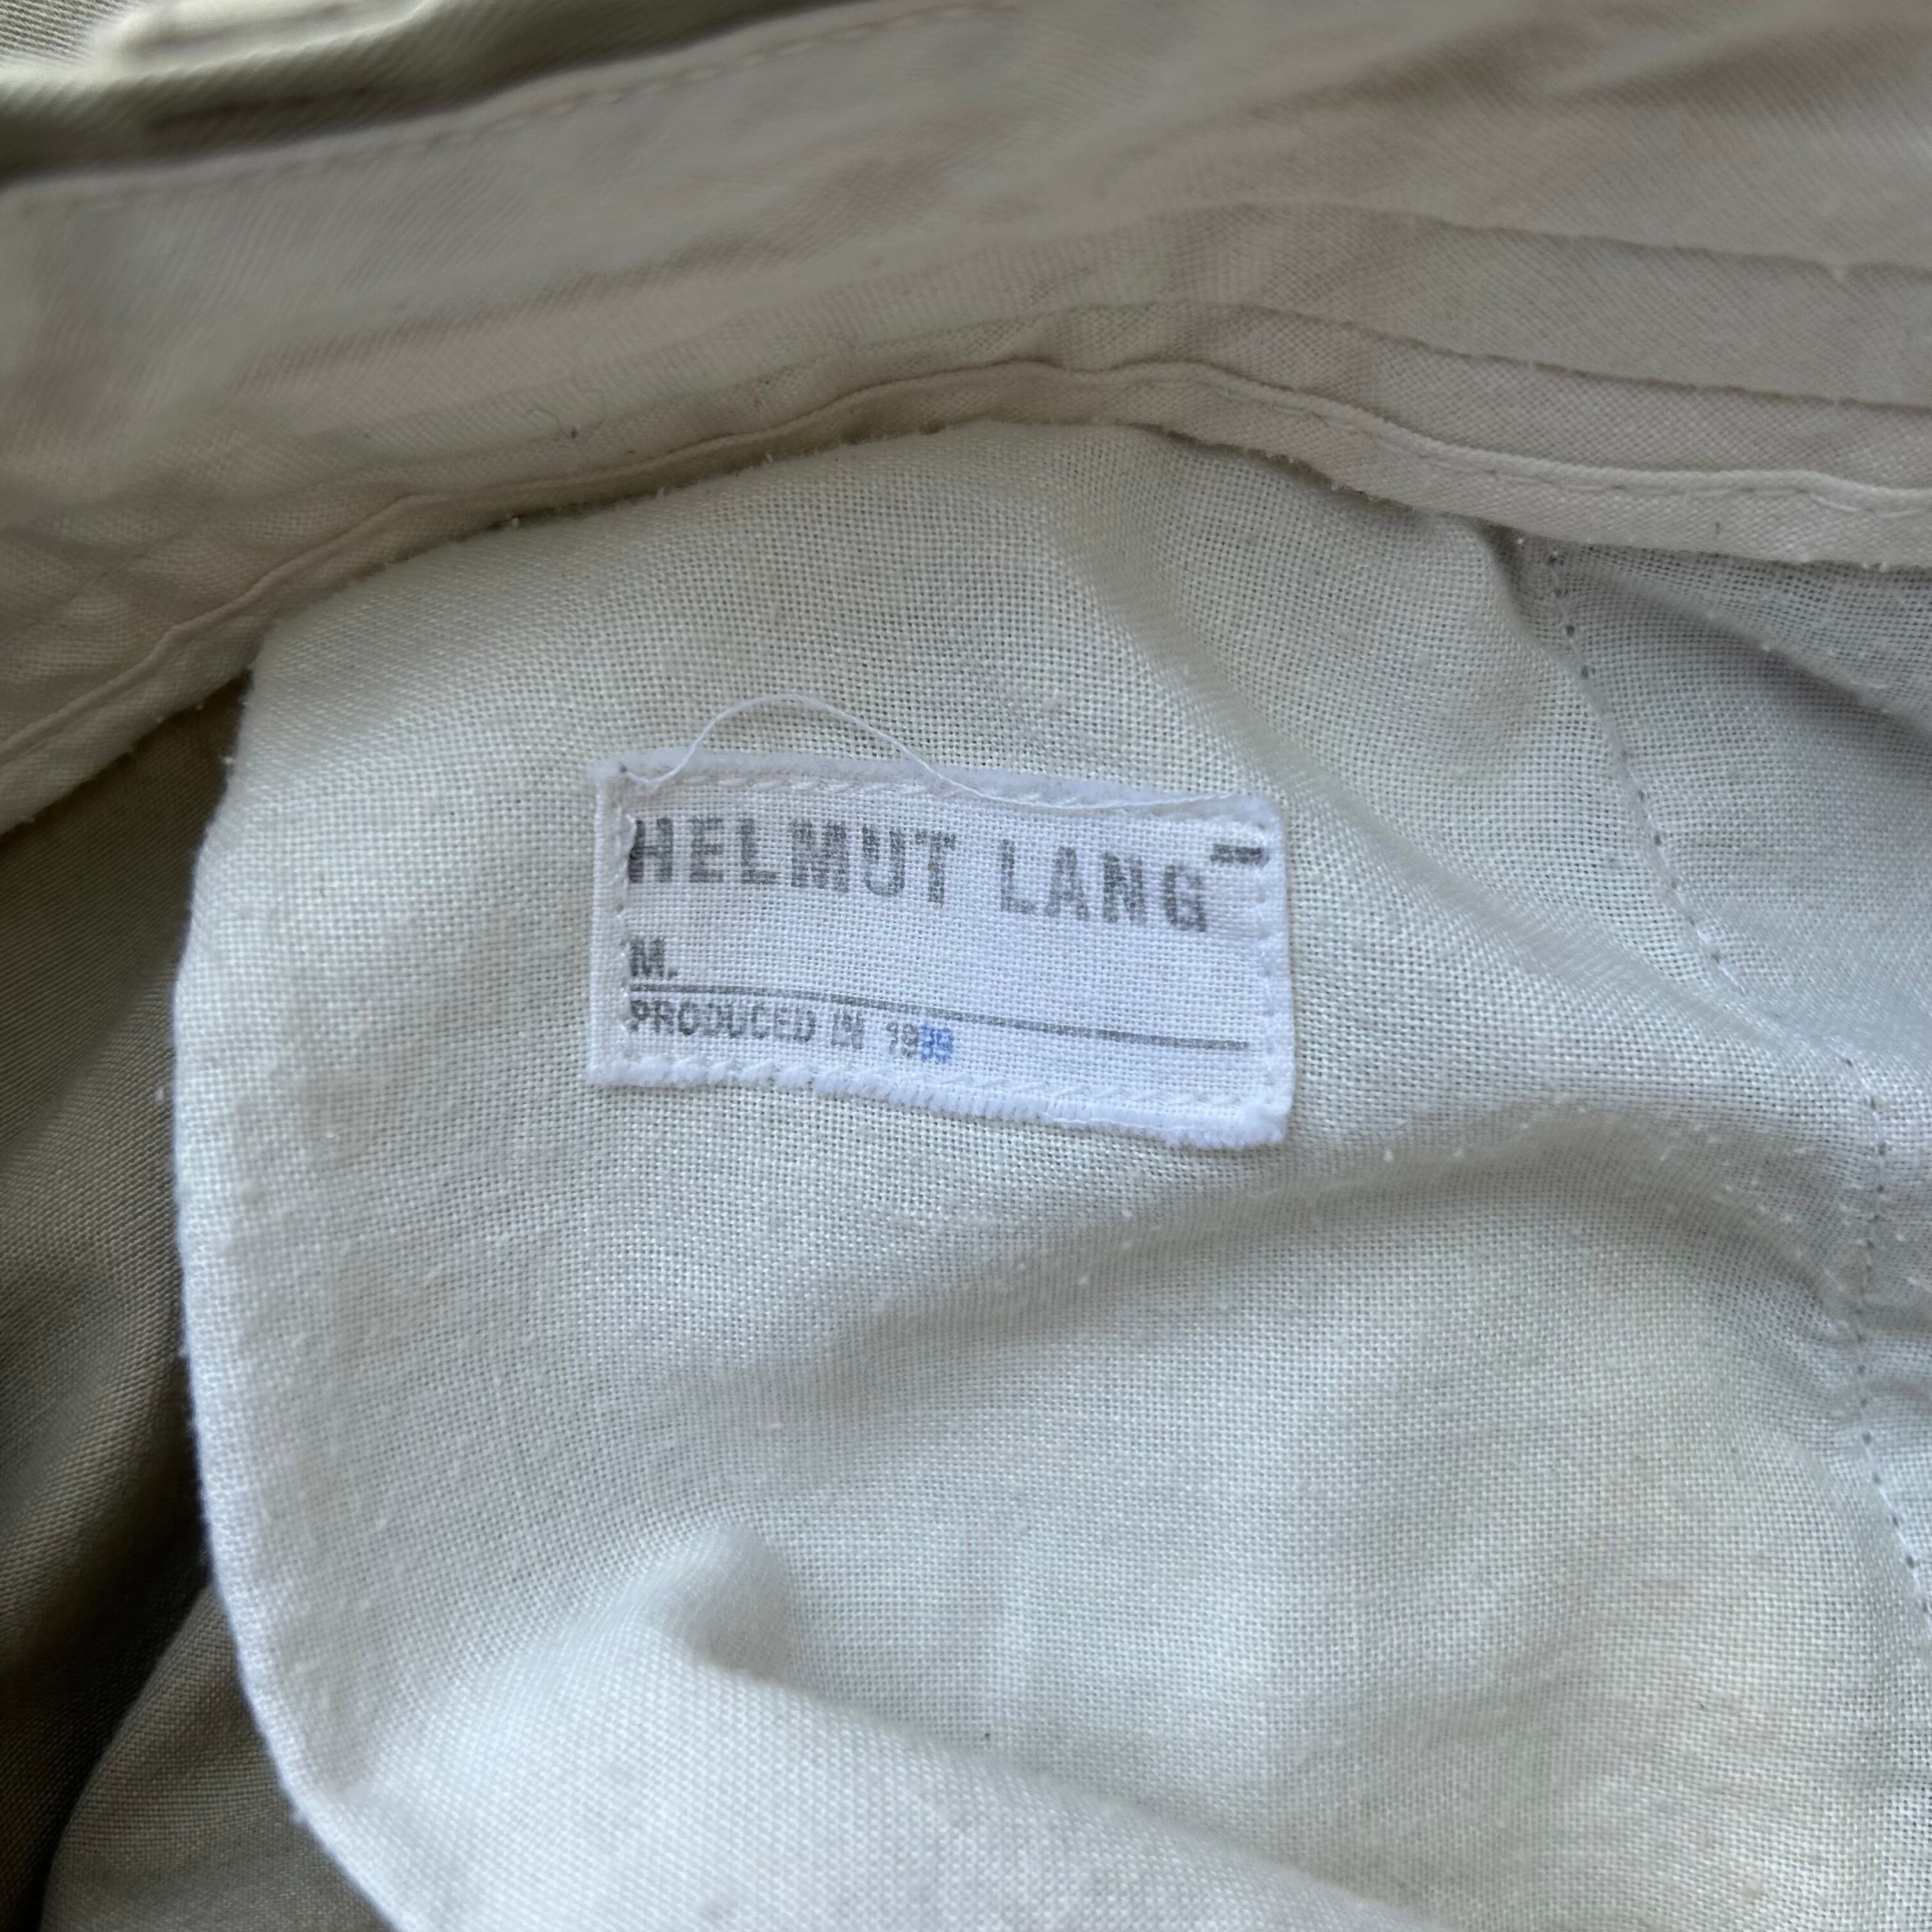 HELMUT LANG–
M.
PRODUCED IN 1999